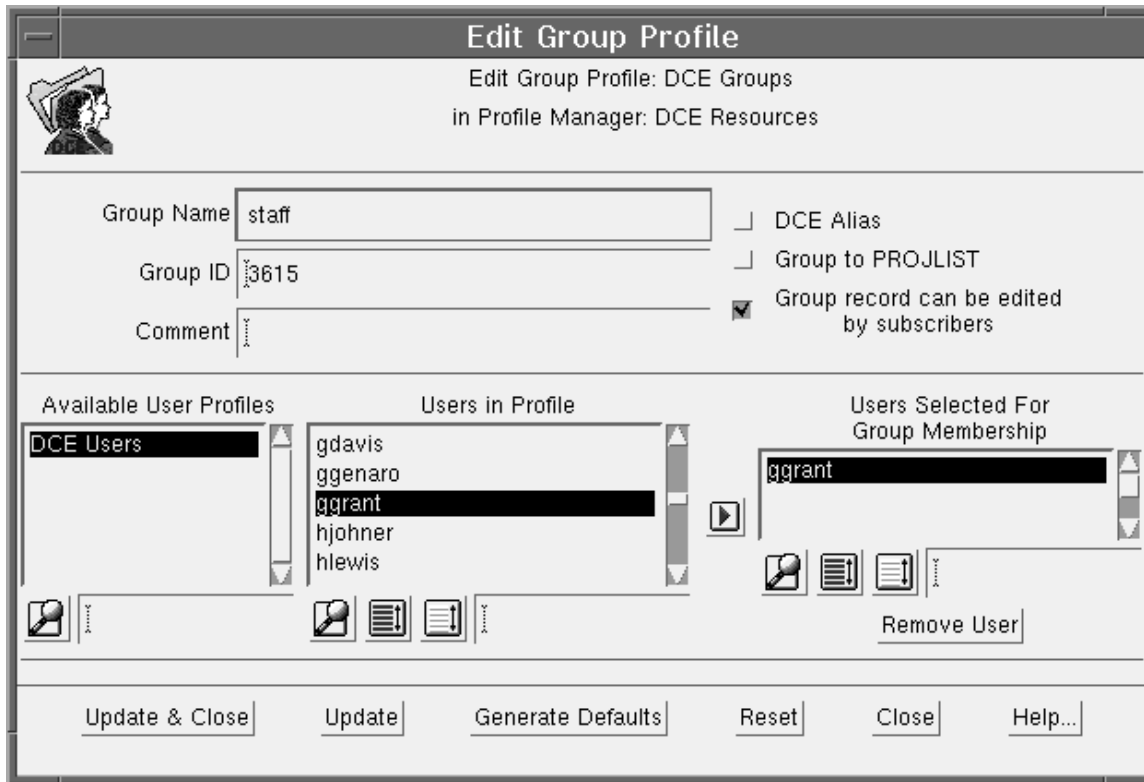 Edit Group Profile
Edit Group Profile: DCE Groups
in Profile Manager: DCE Resources
Group Name
staff
Group ID
3615
Comment
DCE Alias
Group to PROJLIST
Group record can be edited
by subscribers
Available User Profiles
DCE Users
Users in Profile
gdavis
ggenaro
ggrant
hjohner
hlewis
Users Selected For
Group Membership
ggrant
Remove User
Update & Close
Update
Generate Defaults
Reset
Close
Help...